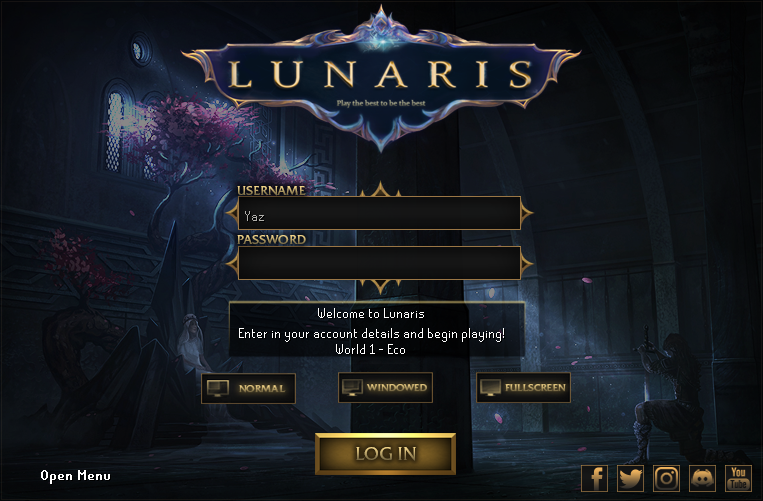 LUNARIS
Play the best to be the best
USERNAME
Yaz
PASSWORD
Welcome to Lunaris
Enter in your account details and begin playing!
World 1 - Eco
NORMAL
WINDOWED
FULLSCREEN
LOG IN
Open Menu
You
Tube